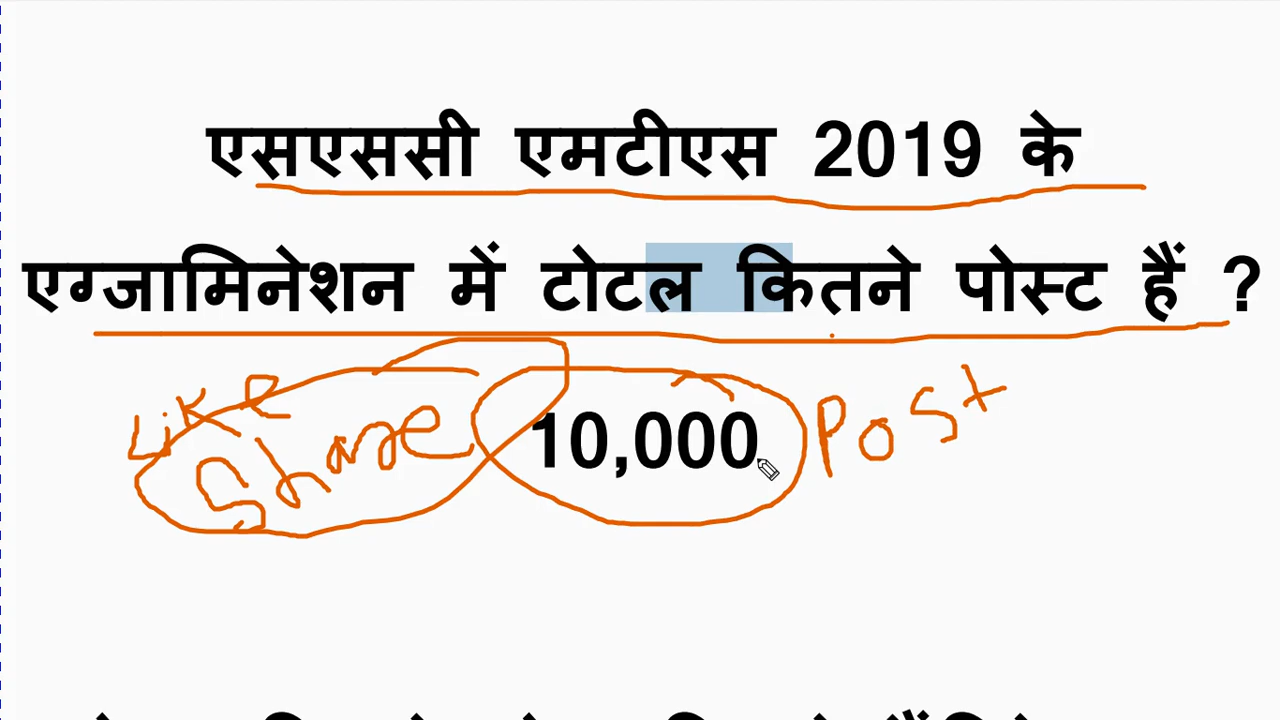 एसएससी एमटीएस 2019 के
एग्जामिनेशन में टोटल कितने पोस्ट हैं ?
Like
Share 10,000 Post